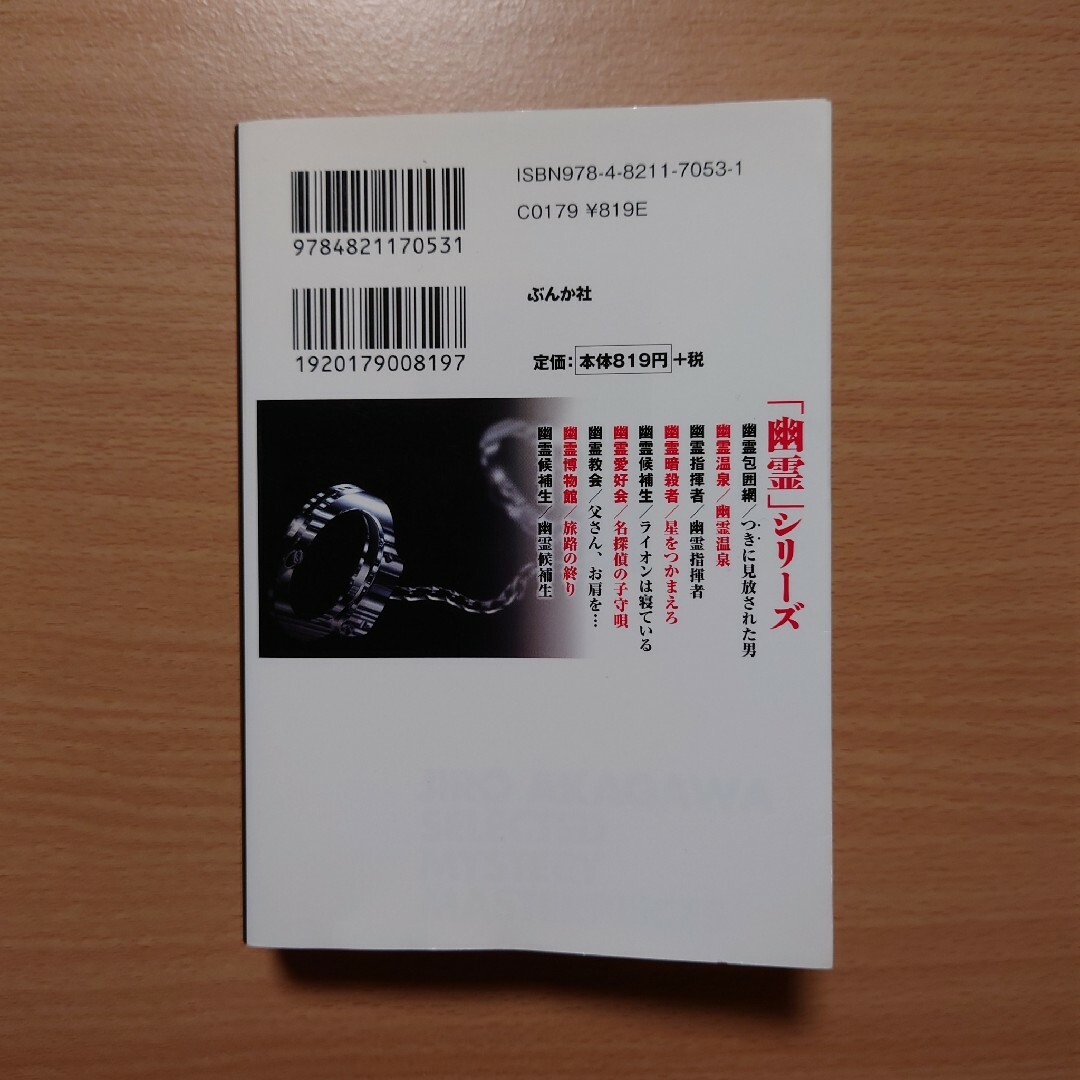 ISBN978-4-8211-7053-1
C0179 ¥819E
9784821170531
ぶんか社
1920179008197
定価：本体819円+税
「幽霊」シリーズ
幽霊包囲網／つきに見放された男
幽霊温泉／幽霊温泉
幽霊指揮者／幽霊指揮者
幽霊暗殺者／星をつかまえろ
幽霊候補生／ライオンは寝ている
幽霊愛好会／名探偵の子守唄
幽霊教会／父さん、お肩を…
幽霊博物館／旅路の終り
幽霊候補生／幽霊候補生
JIRO AKAGAWA
SELECTED
MYSTERY